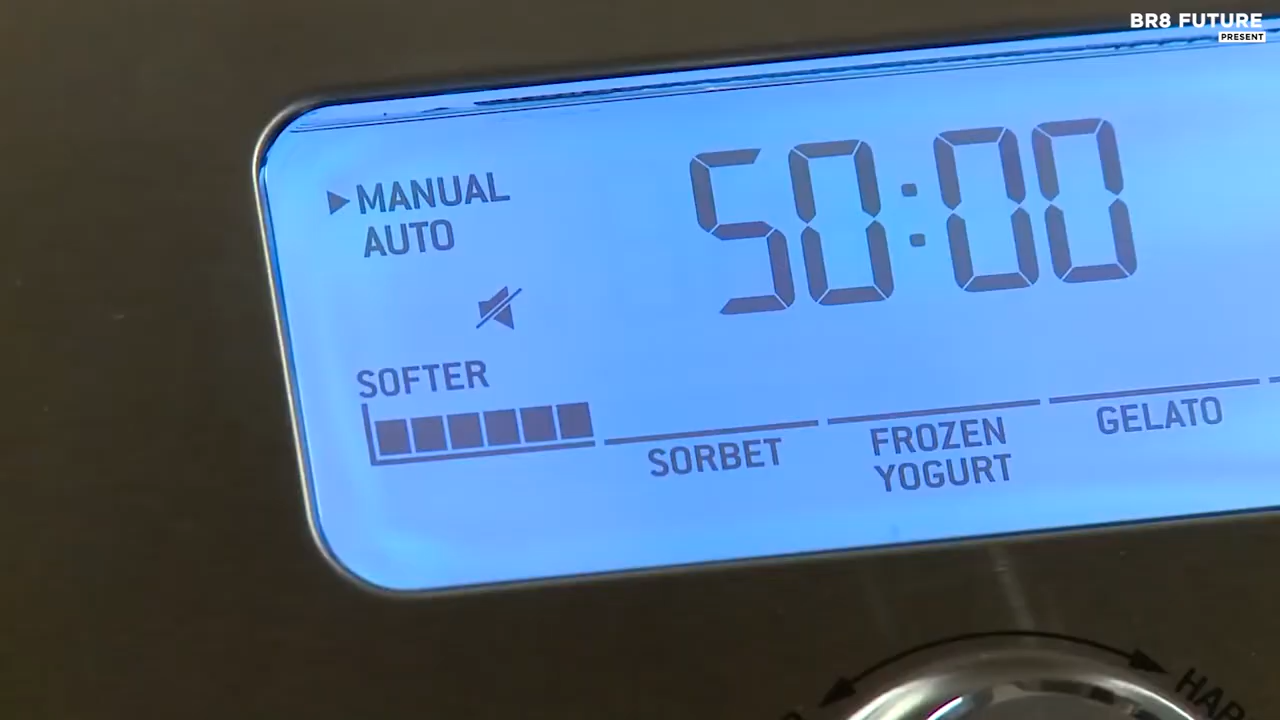 BR8 FUTURE
PRESENT
MANUAL
50:00
AUTO
SOFTER
SORBET
FROZEN
YOGURT
GELATO